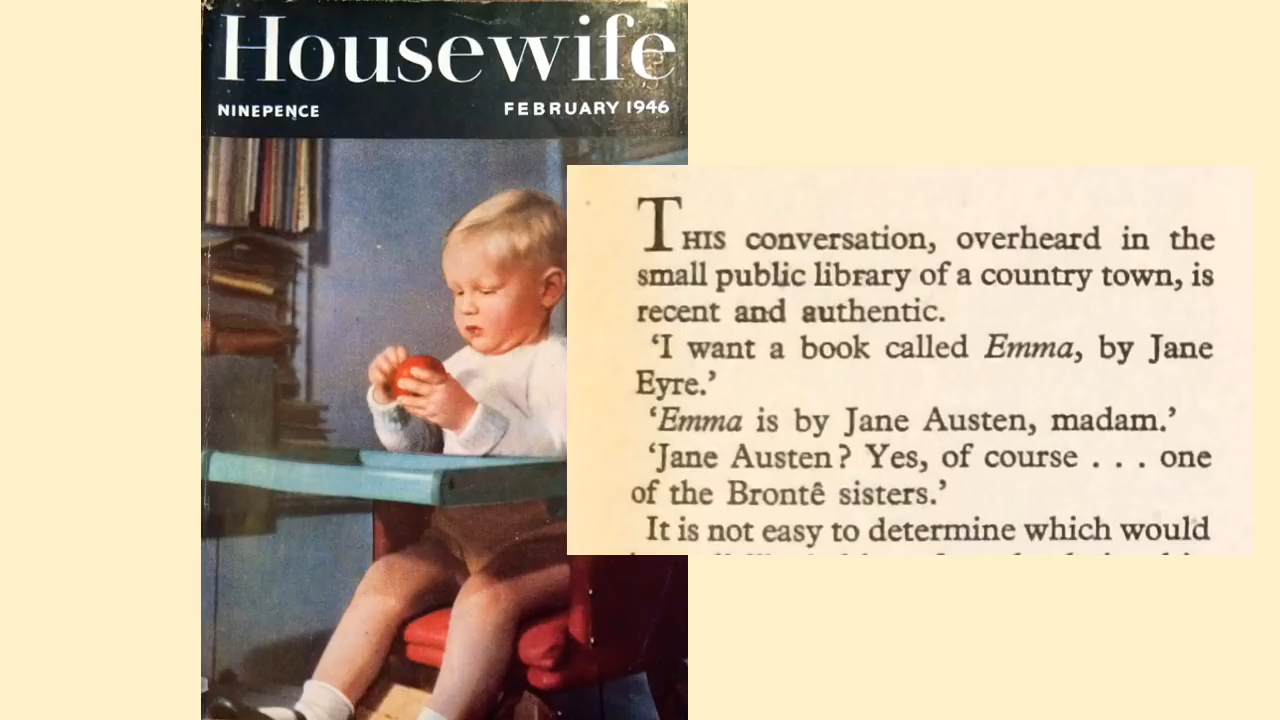 Housewife
NINEPENCE
FEBRUARY 1946
THIS conversation, overheard in the
small public library of a country town, is
recent and authentic.
‘I want a book called Emma, by Jane
Eyre.’
‘Emma is by Jane Austen, madam.’
‘Jane Austen? Yes, of course . . . one
of the Brontê sisters.’
It is not easy to determine which would